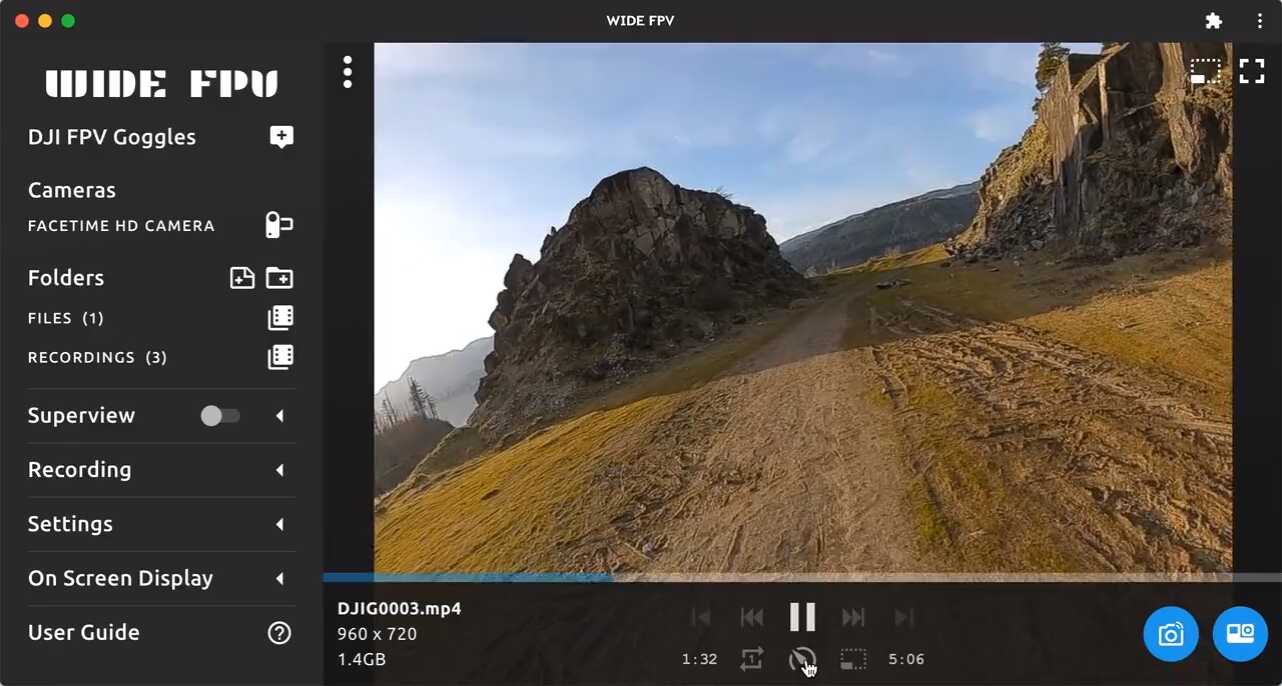 WIDE FPV
WIDE FPV
DJI FPV Goggles
Cameras
FACETIME HD CAMERA
Folders
FILES (1)
RECORDINGS (3)
Superview
Recording
Settings
On Screen Display
User Guide
DJIG0003.mp4
960 x 720
1.4GB
1:32
1
5:06